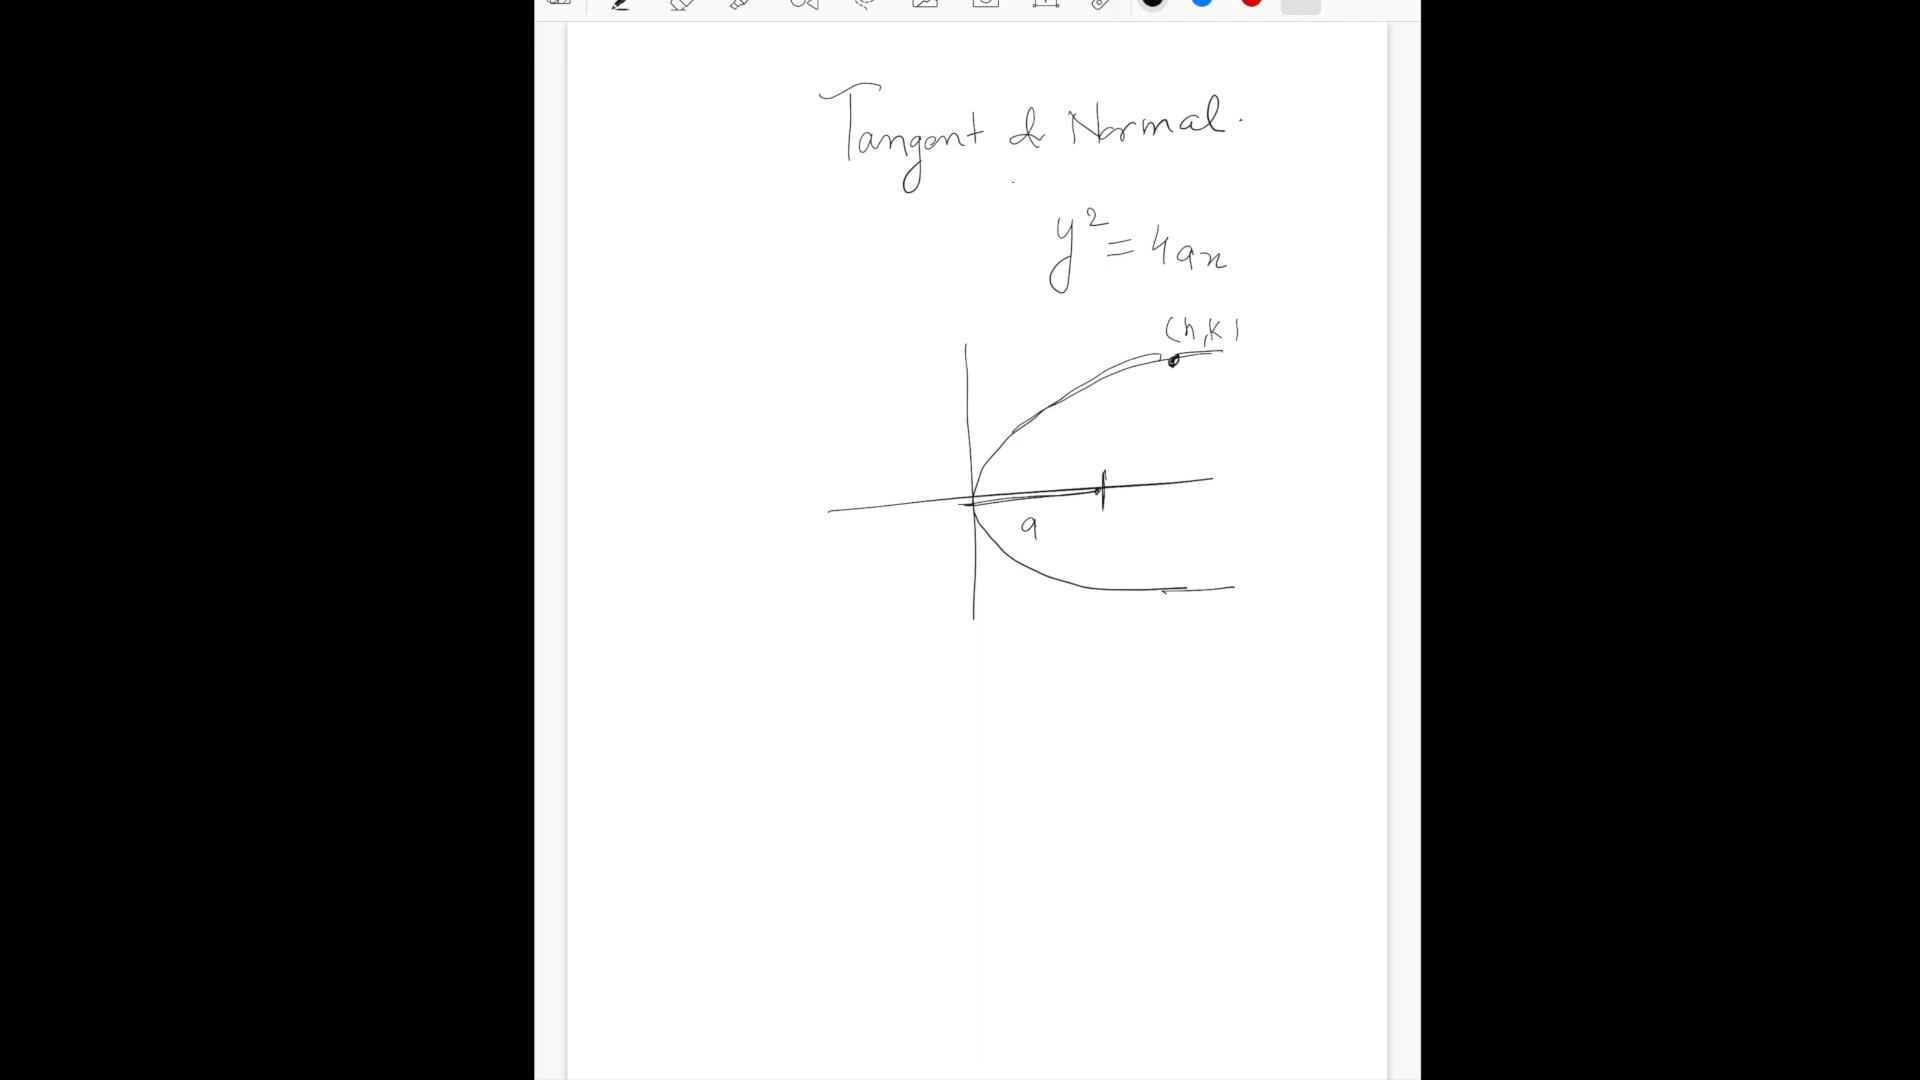 Tangent & Normal.
y² = 4ax
(h,k)
a